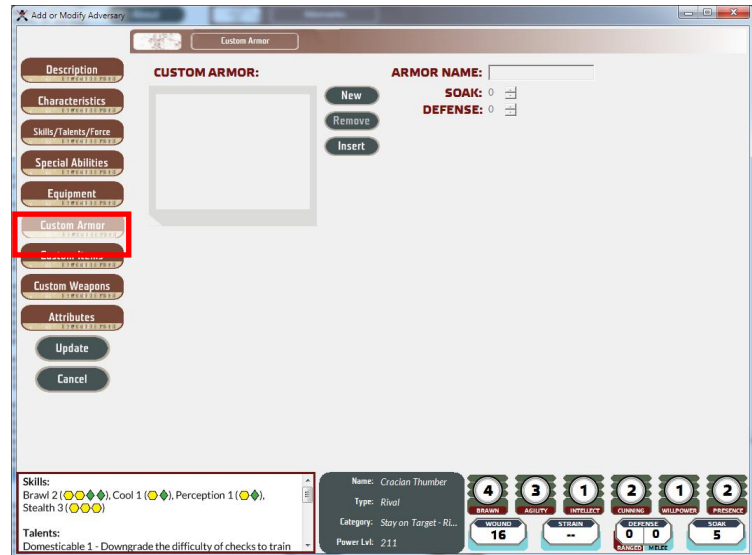 Add or Modify Adversary
Custom Armor
Description
Characteristics
Skills/Talents/Force
Special Abilities
Equipment
Custom Armor
Custom Items
Custom Weapons
Attributes
Update
Cancel
CUSTOM ARMOR:
New
Remove
Insert
ARMOR NAME:
SOAK: 0
DEFENSE: 0
Skills:
Brawl 2 ( ), Cool 1 ( ), Perception 1 ( ),
Stealth 3 ( )
Talents:
Domesticable 1 - Downgrade the difficulty of checks to train
Name: Cracian Thumber
Type: Rival
Category: Stay on Target - Ri...
Power Lvl: 211
4 3 1 2 1 2
BRAWN AGILITY INTELLECT CUNNING WILLPOWER PRESENCE
WOUND STRAIN DEFENSE SOAK
16 -- 0 0 5
RANGED MELEE